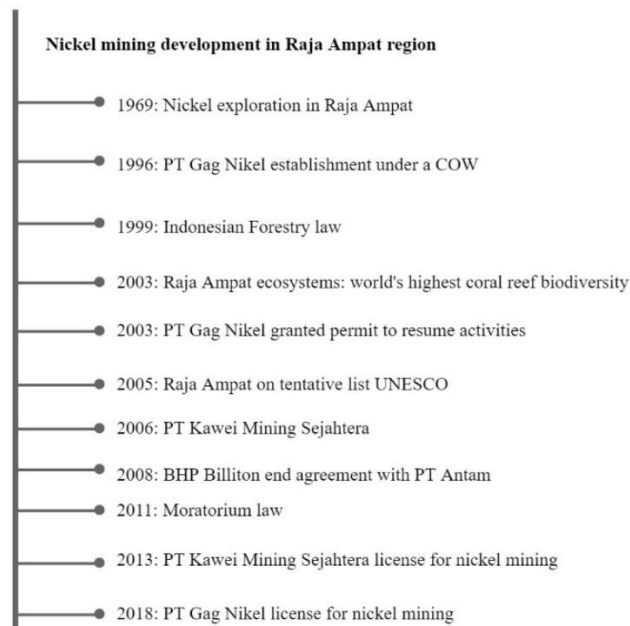 Nickel mining development in Raja Ampat region
1969: Nickel exploration in Raja Ampat
1996: PT Gag Nikel establishment under a COW
1999: Indonesian Forestry law
2003: Raja Ampat ecosystems: world's highest coral reef biodiversity
2003: PT Gag Nikel granted permit to resume activities
2005: Raja Ampat on tentative list UNESCO
2006: PT Kawei Mining Sejahtera
2008: BHP Billiton end agreement with PT Antam
2011: Moratorium law
2013: PT Kawei Mining Sejahtera license for nickel mining
2018: PT Gag Nikel license for nickel mining